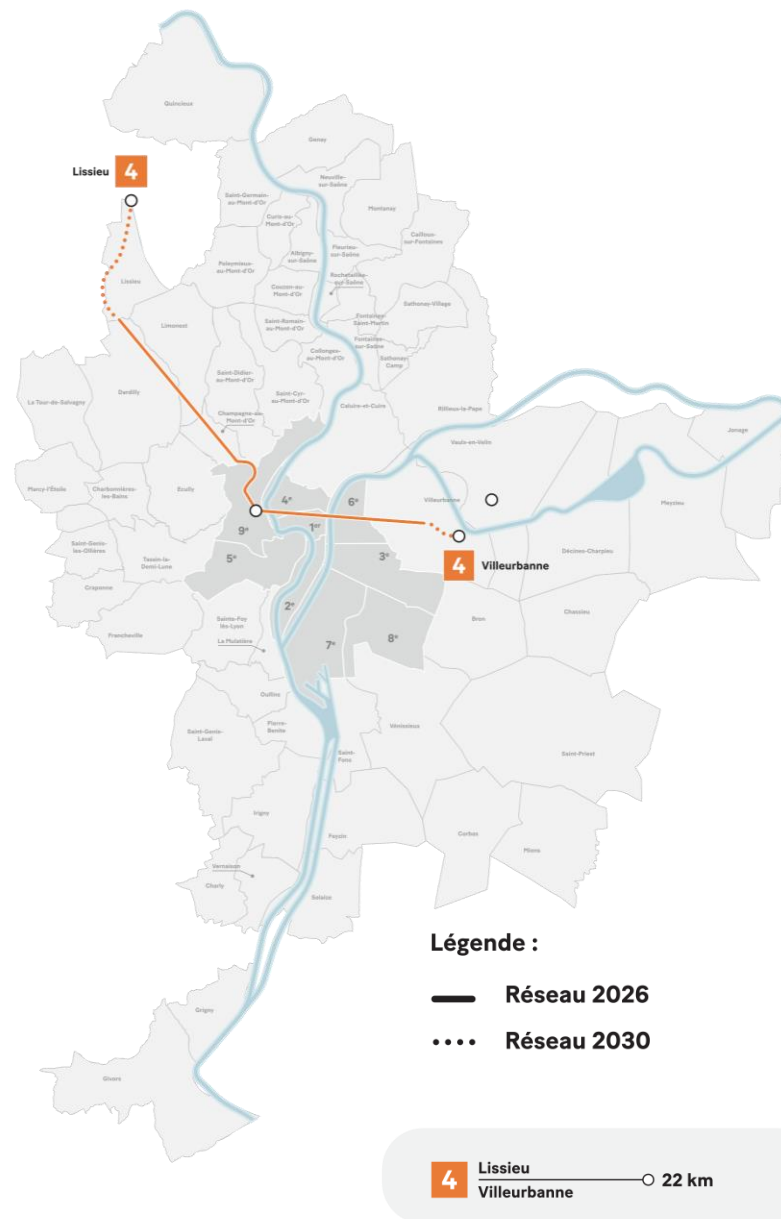 Quincieux
Genay
Lissieu
4
Neuville-
sur-Saône
Saint-Germain-
au-Mont-d'Or
Montanay
Curis-au-
Mont-d'Or
Cailloux-
sur-Fontaines
Albigny-
sur-Saône
Fleurieu-
sur-Saône
Poleymieux-
au-Mont-d'Or
Rochetaillée-
sur-Saône
Lissieu
Couzon-au-
Mont-d'Or
Sathonay-Village
Fontaines-
Saint-Martin
Limonest
Saint-Romain-
au-Mont-d'Or
Fontaines-
sur-Saône
Collonges-
au-Mont-d'Or
Sathonay-
Camp
Saint-Didier-
au-Mont-d'Or
Dardilly
Saint-Cyr-
au-Mont-d'Or
La Tour-de-Salvagny
Caluire-et-Cuire
Rillieux-la-Pape
Champagne-au-
Mont-d'Or
Vaulx-en-Velin
Jonage
Marcy-l'Étoile
Charbonnières-
les-Bains
Écully
4e
6e
Villeurbanne
Meyzieu
9e
1er
Saint-Genis-
les-Ollières
Tassin-la-
Demi-Lune
5e
3e
Décines-Charpieu
4
Villeurbanne
Craponne
2e
Sainte-Foy
lès-Lyon
Bron
Chassieu
Francheville
La Mulatière
7e
8e
Oullins
Saint-Genis-
Laval
Pierre-
Bénite
Vénissieux
Saint-
Fons
Saint-Priest
Irigny
Feyzin
Corbas
Mions
Vernaison
Charly
Solaize
Légende :
Réseau 2026
Réseau 2030
Grigny
Givors
4
Lissieu
22 km
Villeurbanne